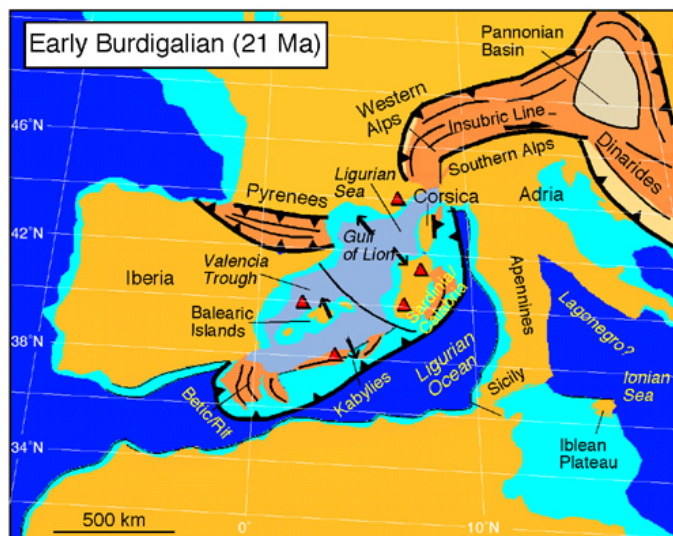 Early Burdigalian (21 Ma)
Pannonian
Basin
Western
Alps
Insubric Line
Southern Alps
Dinarides
46°N
Ligurian
Sea
Corsica
Adria
Pyrenees
42°N
Gulf
of Lion
Valencia
Trough
Iberia
Sardinia/
Calabria
Apennines
Lagonegro?
Balearic
Islands
38°N
Ligurian
Ocean
Ionian
Sea
Betic/Rif
Kabylies
Sicily
Iblean
Plateau
34°N
500 km
0°
10°N